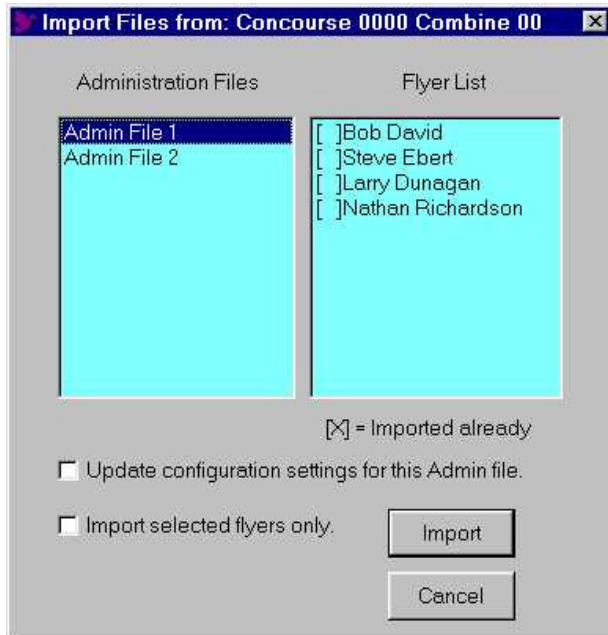 Import Files from: Concourse 0000 Combine 00
Administration Files
Flyer List
Admin File 1
Admin File 2
[ ]Bob David
[ ]Steve Ebert
[ ]Larry Dunagan
[ ]Nathan Richardson
[X] = Imported already
Update configuration settings for this Admin file.
Import selected flyers only.
Import
Cancel